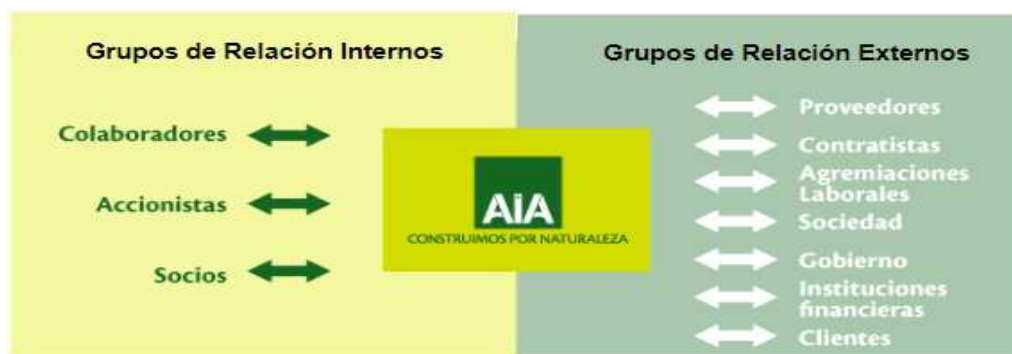 Grupos de Relación Internos
Colaboradores
Accionistas
Socios
AiA
CONSTRUIMOS POR NATURALEZA
Grupos de Relación Externos
Proveedores
Contratistas
Agremiaciones
Laborales
Sociedad
Gobierno
Instituciones
financieras
Clientes